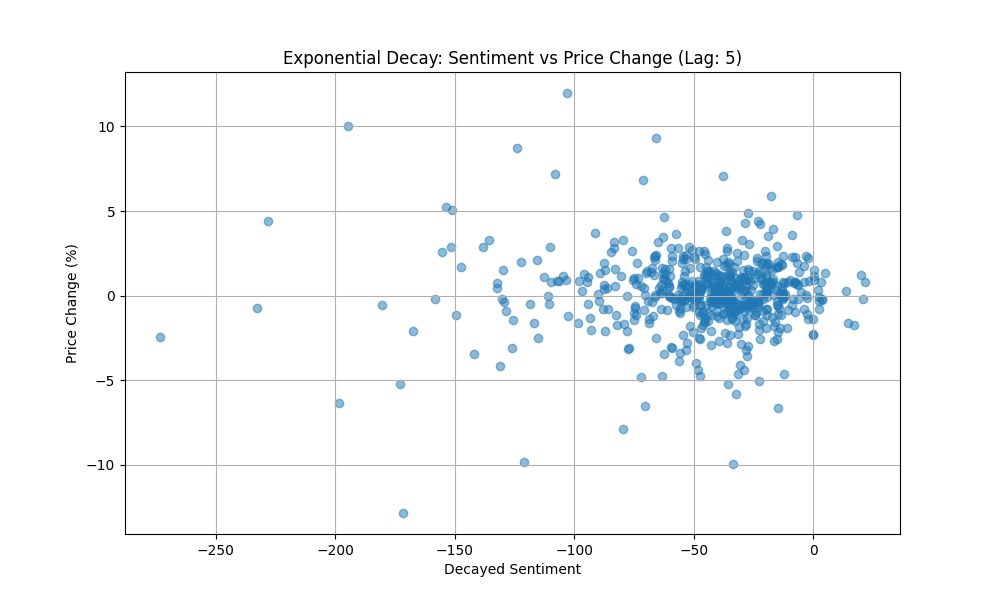 Exponential Decay: Sentiment vs Price Change (Lag: 5)
10
5
0
−5
−10
Price Change (%)
−250 −200 −150 −100 −50 0
Decayed Sentiment